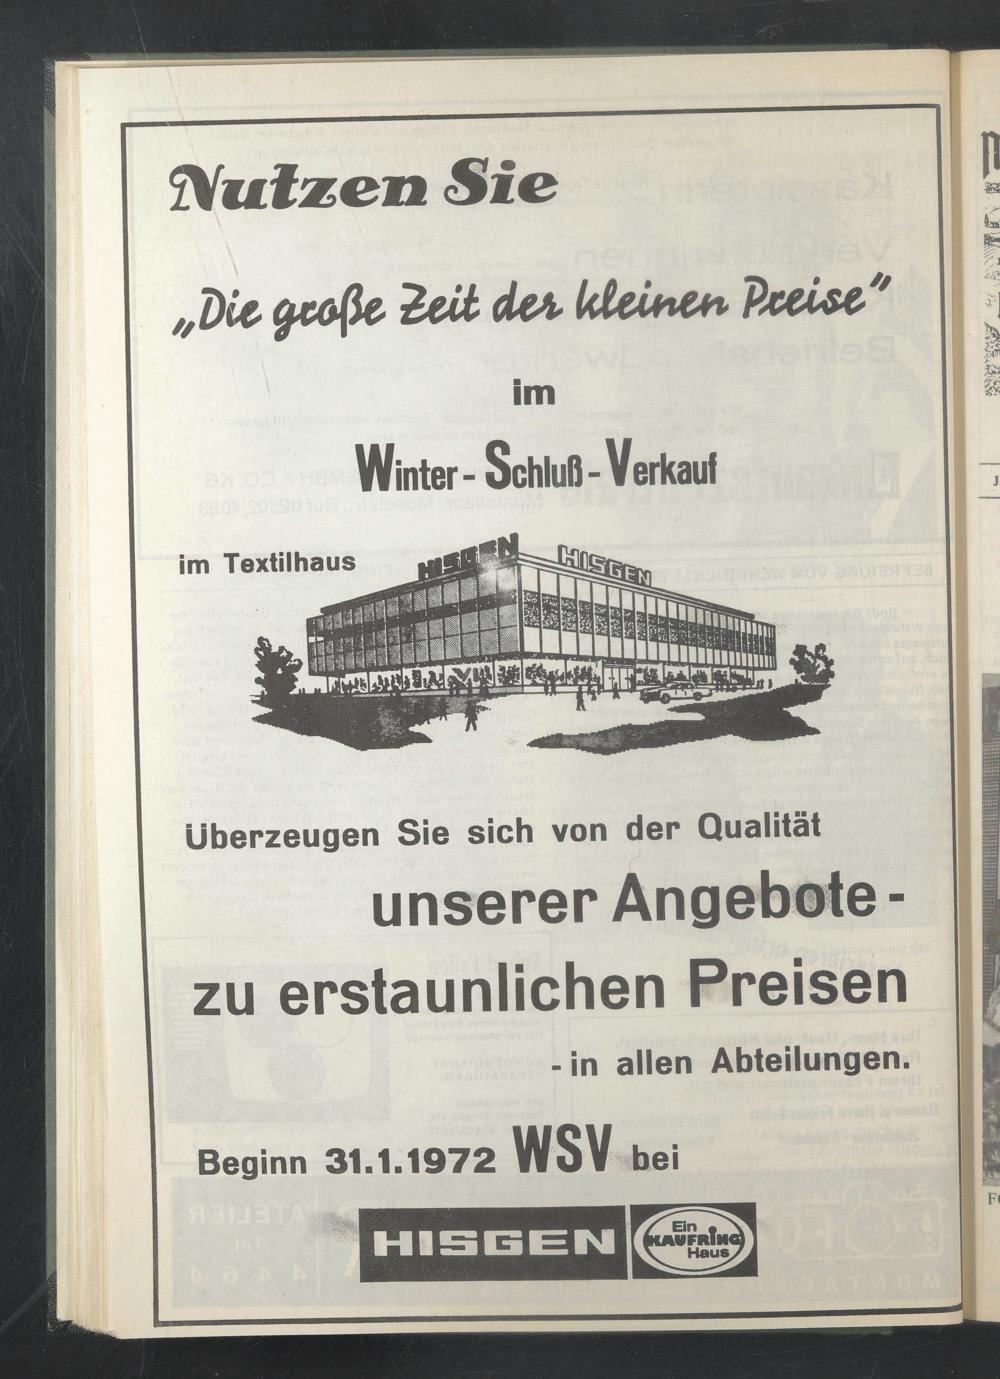 Nutzen Sie
„Die große Zeit der kleinen Preise”
im
Winter - Schluß - Verkauf
im Textilhaus
HISGEN HISGEN
Überzeugen Sie sich von der Qualität
unserer Angebote -
zu erstaunlichen Preisen
- in allen Abteilungen.
Beginn 31.1.1972 WSV bei
HISGEN
Ein
KAUFRING
Haus